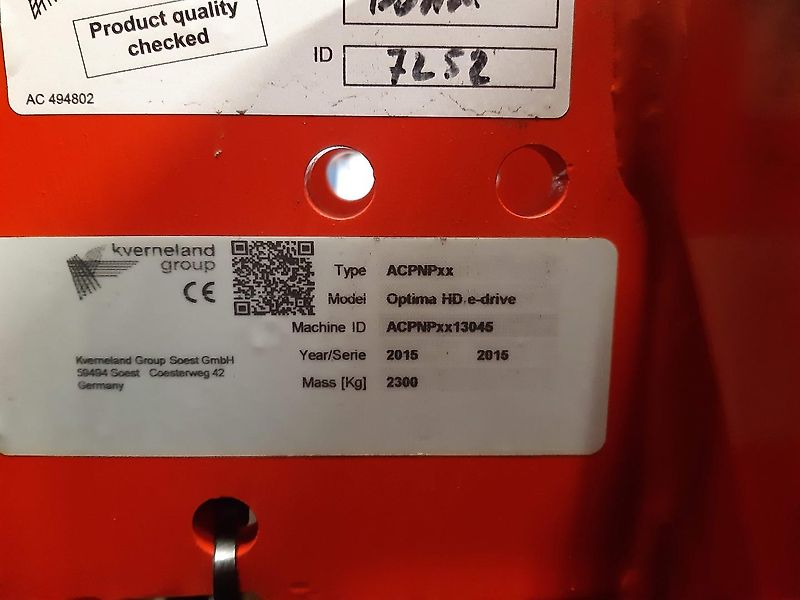 Product quality
checked
ID 7252
AC 494802
kverneland
group
CE
Type ACPNPxx
Model Optima HD e-drive
Machine ID ACPNPxx13045
Year/Serie 2015 2015
Mass [Kg] 2300
Kverneland Group Soest GmbH
59494 Soest Coesterweg 42
Germany